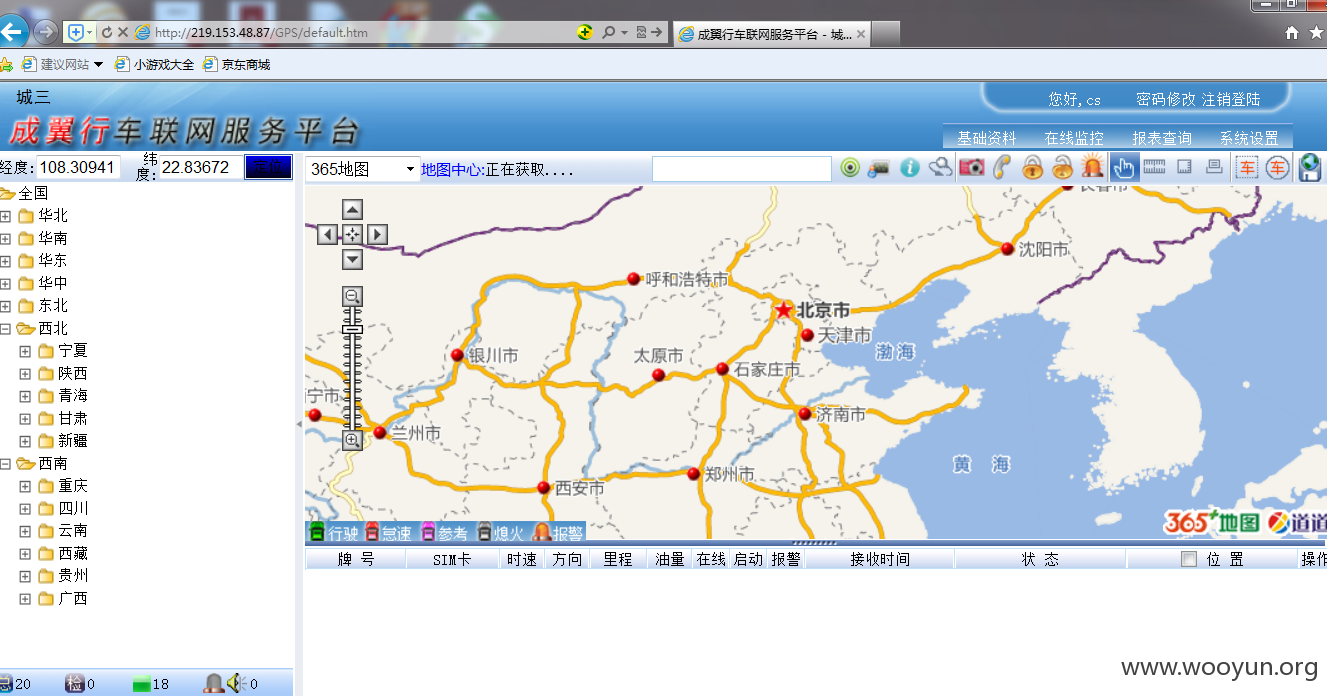 http://219.153.48.87/GPS/default.htm
成翼行车联网服务平台 - 城...
建议网站 小游戏大全 京东商城
城三
您好,cs 密码修改 注销登陆
成翼行车联网服务平台
基础资料 在线监控 报表查询 系统设置
经度: 108.30941 纬度: 22.83672
365地图 地图中心:正在获取....
车 车
全国
华北
华南
华东
华中
东北
西北
宁夏
陕西
青海
甘肃
新疆
西南
重庆
四川
云南
西藏
贵州
广西
长春市
沈阳市
呼和浩特市
北京市
天津市
渤海
银川市
太原市
石家庄市
宁市
济南市
兰州市
黄 海
郑州市
西安市
365+地图 道道
行驶 怠速 参考 熄火 报警
牌 号 SIM卡 时速 方向 里程 油量 在线 启动 报警 接收时间 状 态 位 置 操作
总20 检0 18 0
www.wooyun.org